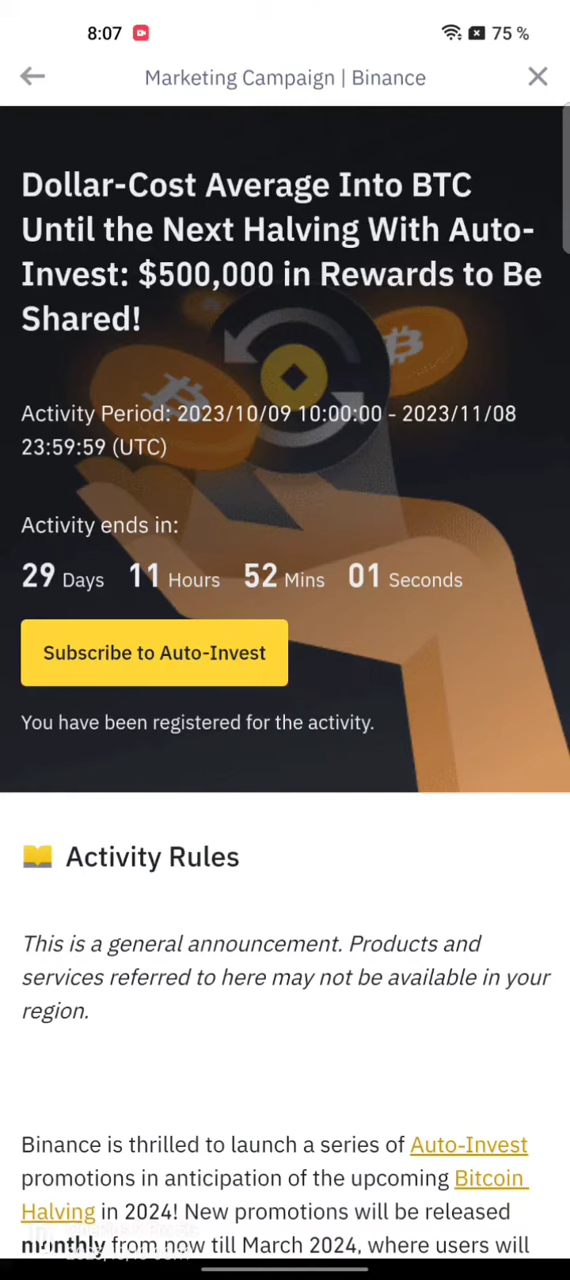 8:07
75 %
Marketing Campaign | Binance
Dollar-Cost Average Into BTC
Until the Next Halving With Auto-
Invest: $500,000 in Rewards to Be
Shared!
Activity Period: 2023/10/09 10:00:00 - 2023/11/08
23:59:59 (UTC)
Activity ends in:
29 Days 11 Hours 52 Mins 01 Seconds
Subscribe to Auto-Invest
You have been registered for the activity.
Activity Rules
This is a general announcement. Products and
services referred to here may not be available in your
region.
Binance is thrilled to launch a series of Auto-Invest
promotions in anticipation of the upcoming Bitcoin
Halving in 2024! New promotions will be released
monthly from now till March 2024, where users will